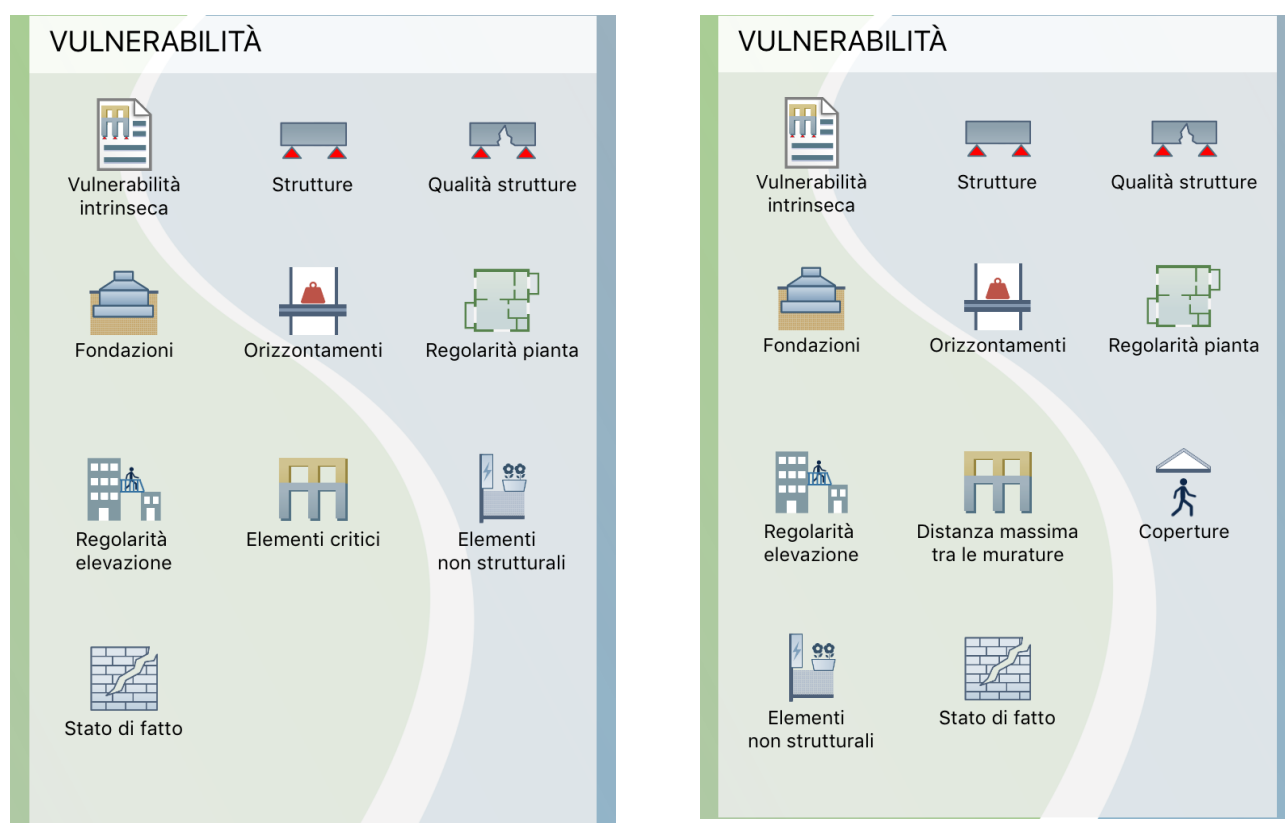 VULNERABILITÀ
Vulnerabilità
intrinseca
Strutture
Qualità strutture
Fondazioni
Orizzontamenti
Regolarità pianta
Regolarità
elevazione
Elementi critici
Elementi
non strutturali
Stato di fatto
VULNERABILITÀ
Vulnerabilità
intrinseca
Strutture
Qualità strutture
Fondazioni
Orizzontamenti
Regolarità pianta
Regolarità
elevazione
Distanza massima
tra le murature
Coperture
Elementi
non strutturali
Stato di fatto